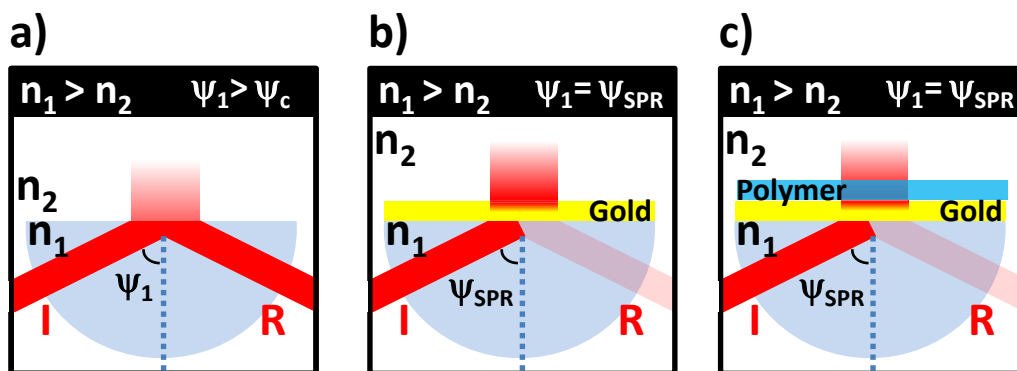 a)
n₁ > n₂ Ψ₁ > Ψc
n₂
n₁
Ψ₁
I
R
b)
n₁ > n₂ Ψ₁ = ΨSPR
n₂
Gold
n₁
ΨSPR
I
R
c)
n₁ > n₂ Ψ₁ = ΨSPR
n₂
Polymer
Gold
n₁
ΨSPR
I
R